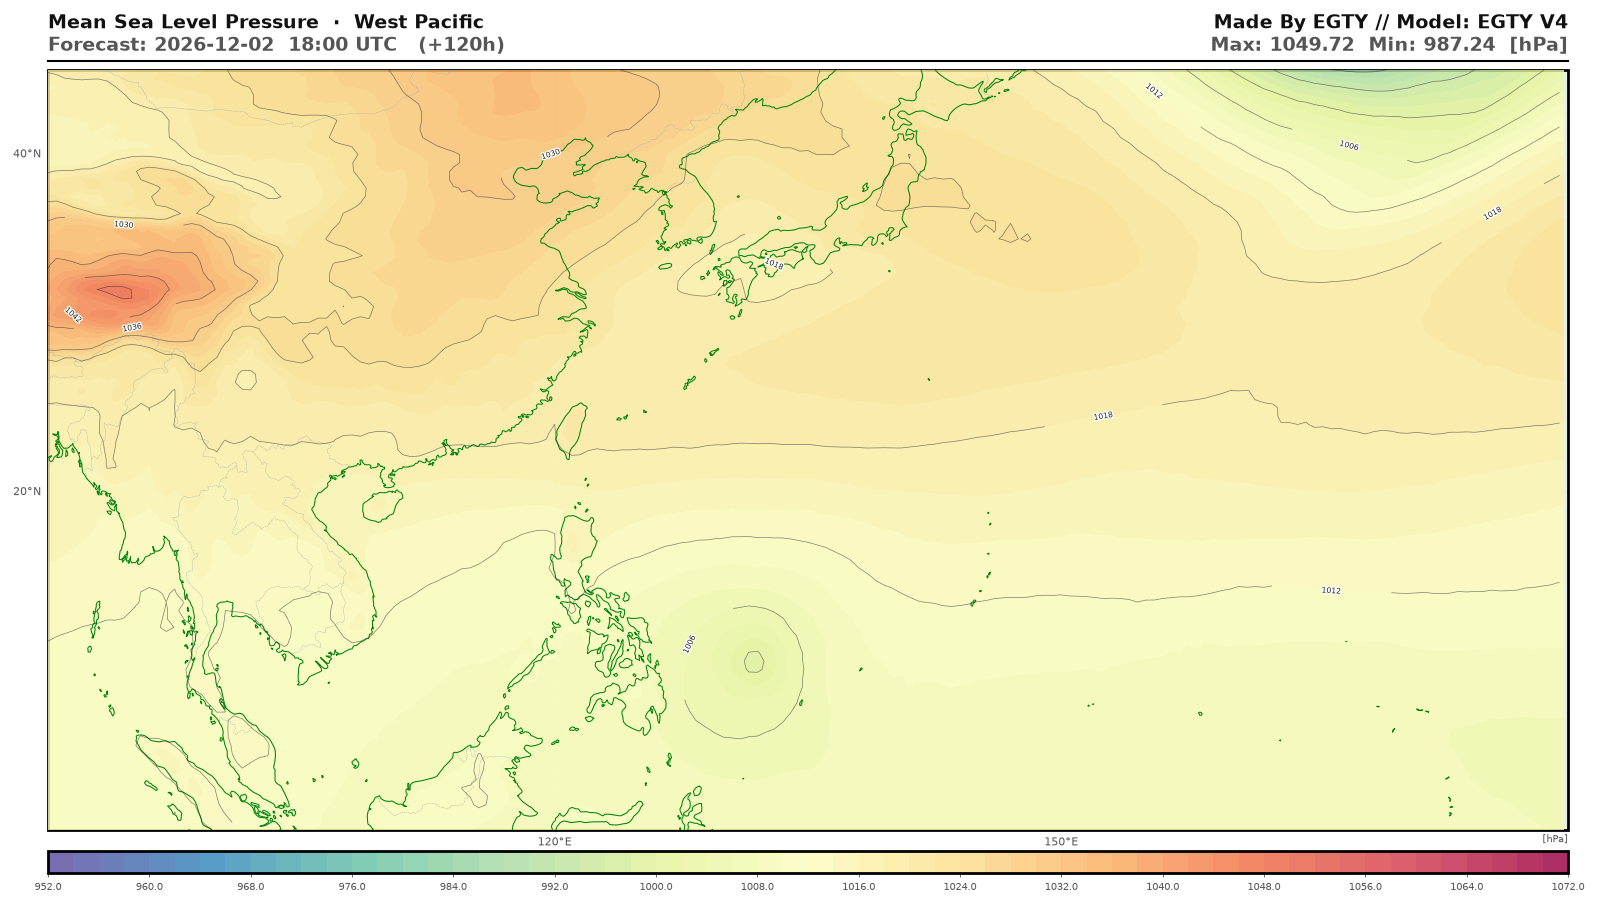 Mean Sea Level Pressure · West Pacific
Made By EGTY // Model: EGTY V4
Forecast: 2026-12-02 18:00 UTC (+120h)
Max: 1049.72 Min: 987.24 [hPa]
1012
40°N
1030
1006
1018
1030
1018
1042
1036
1018
20°N
1012
1006
120°E
150°E
[hPa]
952.0 960.0 968.0 976.0 984.0 992.0 1000.0 1008.0 1016.0 1024.0 1032.0 1040.0 1048.0 1056.0 1064.0 1072.0